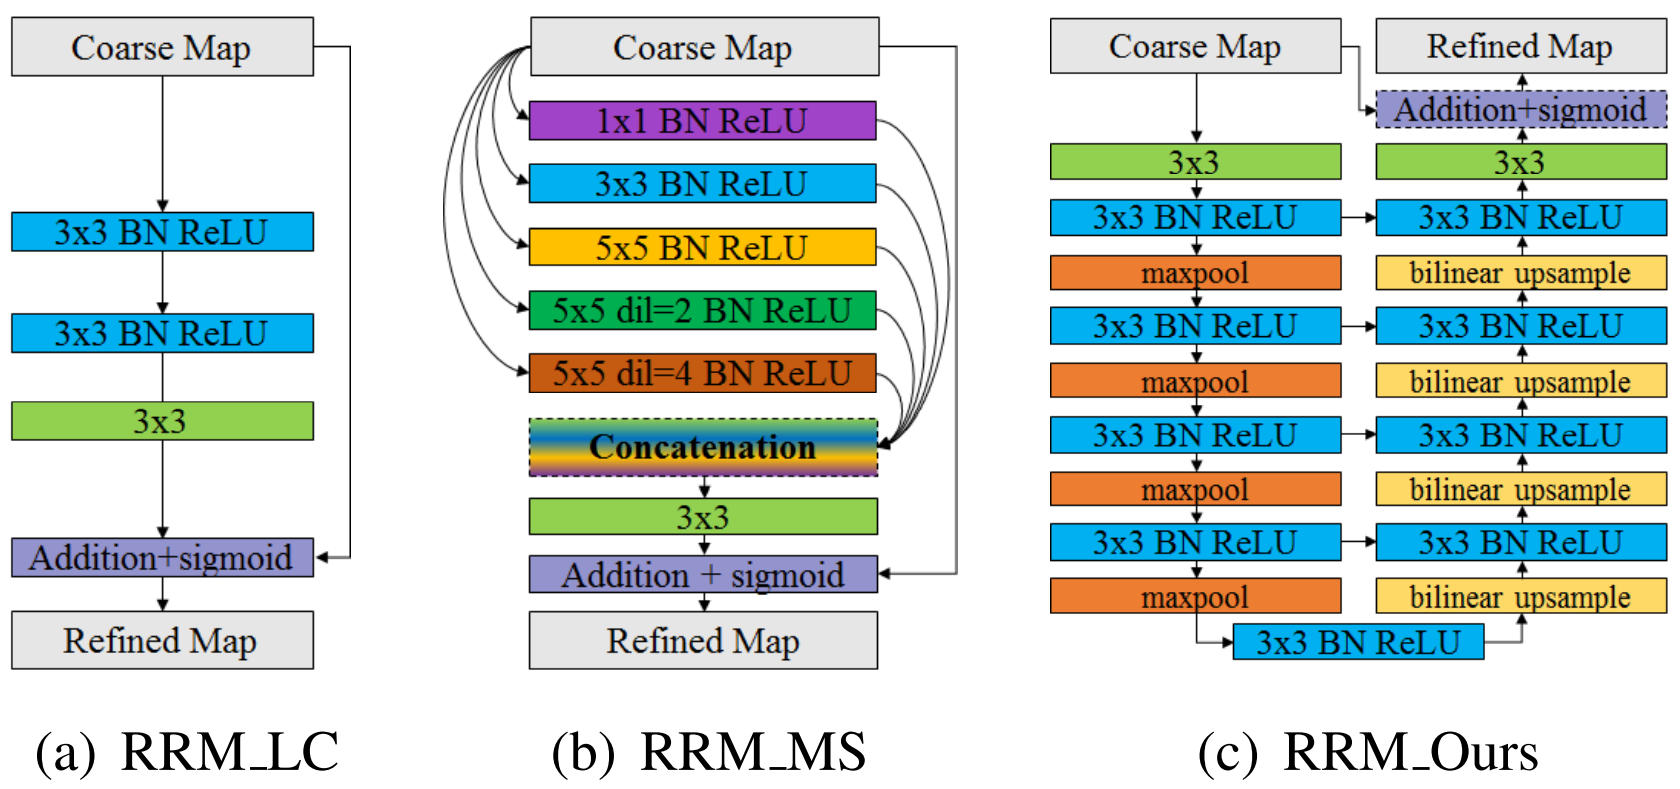 Coarse Map
3x3 BN ReLU
3x3 BN ReLU
3x3
Addition+sigmoid
Refined Map
(a) RRM_LC
Coarse Map
1x1 BN ReLU
3x3 BN ReLU
5x5 BN ReLU
5x5 dil=2 BN ReLU
5x5 dil=4 BN ReLU
Concatenation
3x3
Addition + sigmoid
Refined Map
(b) RRM_MS
Coarse Map
3x3
3x3 BN ReLU
maxpool
3x3 BN ReLU
maxpool
3x3 BN ReLU
maxpool
3x3 BN ReLU
maxpool
3x3 BN ReLU
Refined Map
Addition+sigmoid
3x3
3x3 BN ReLU
bilinear upsample
3x3 BN ReLU
bilinear upsample
3x3 BN ReLU
bilinear upsample
3x3 BN ReLU
bilinear upsample
(c) RRM_Ours